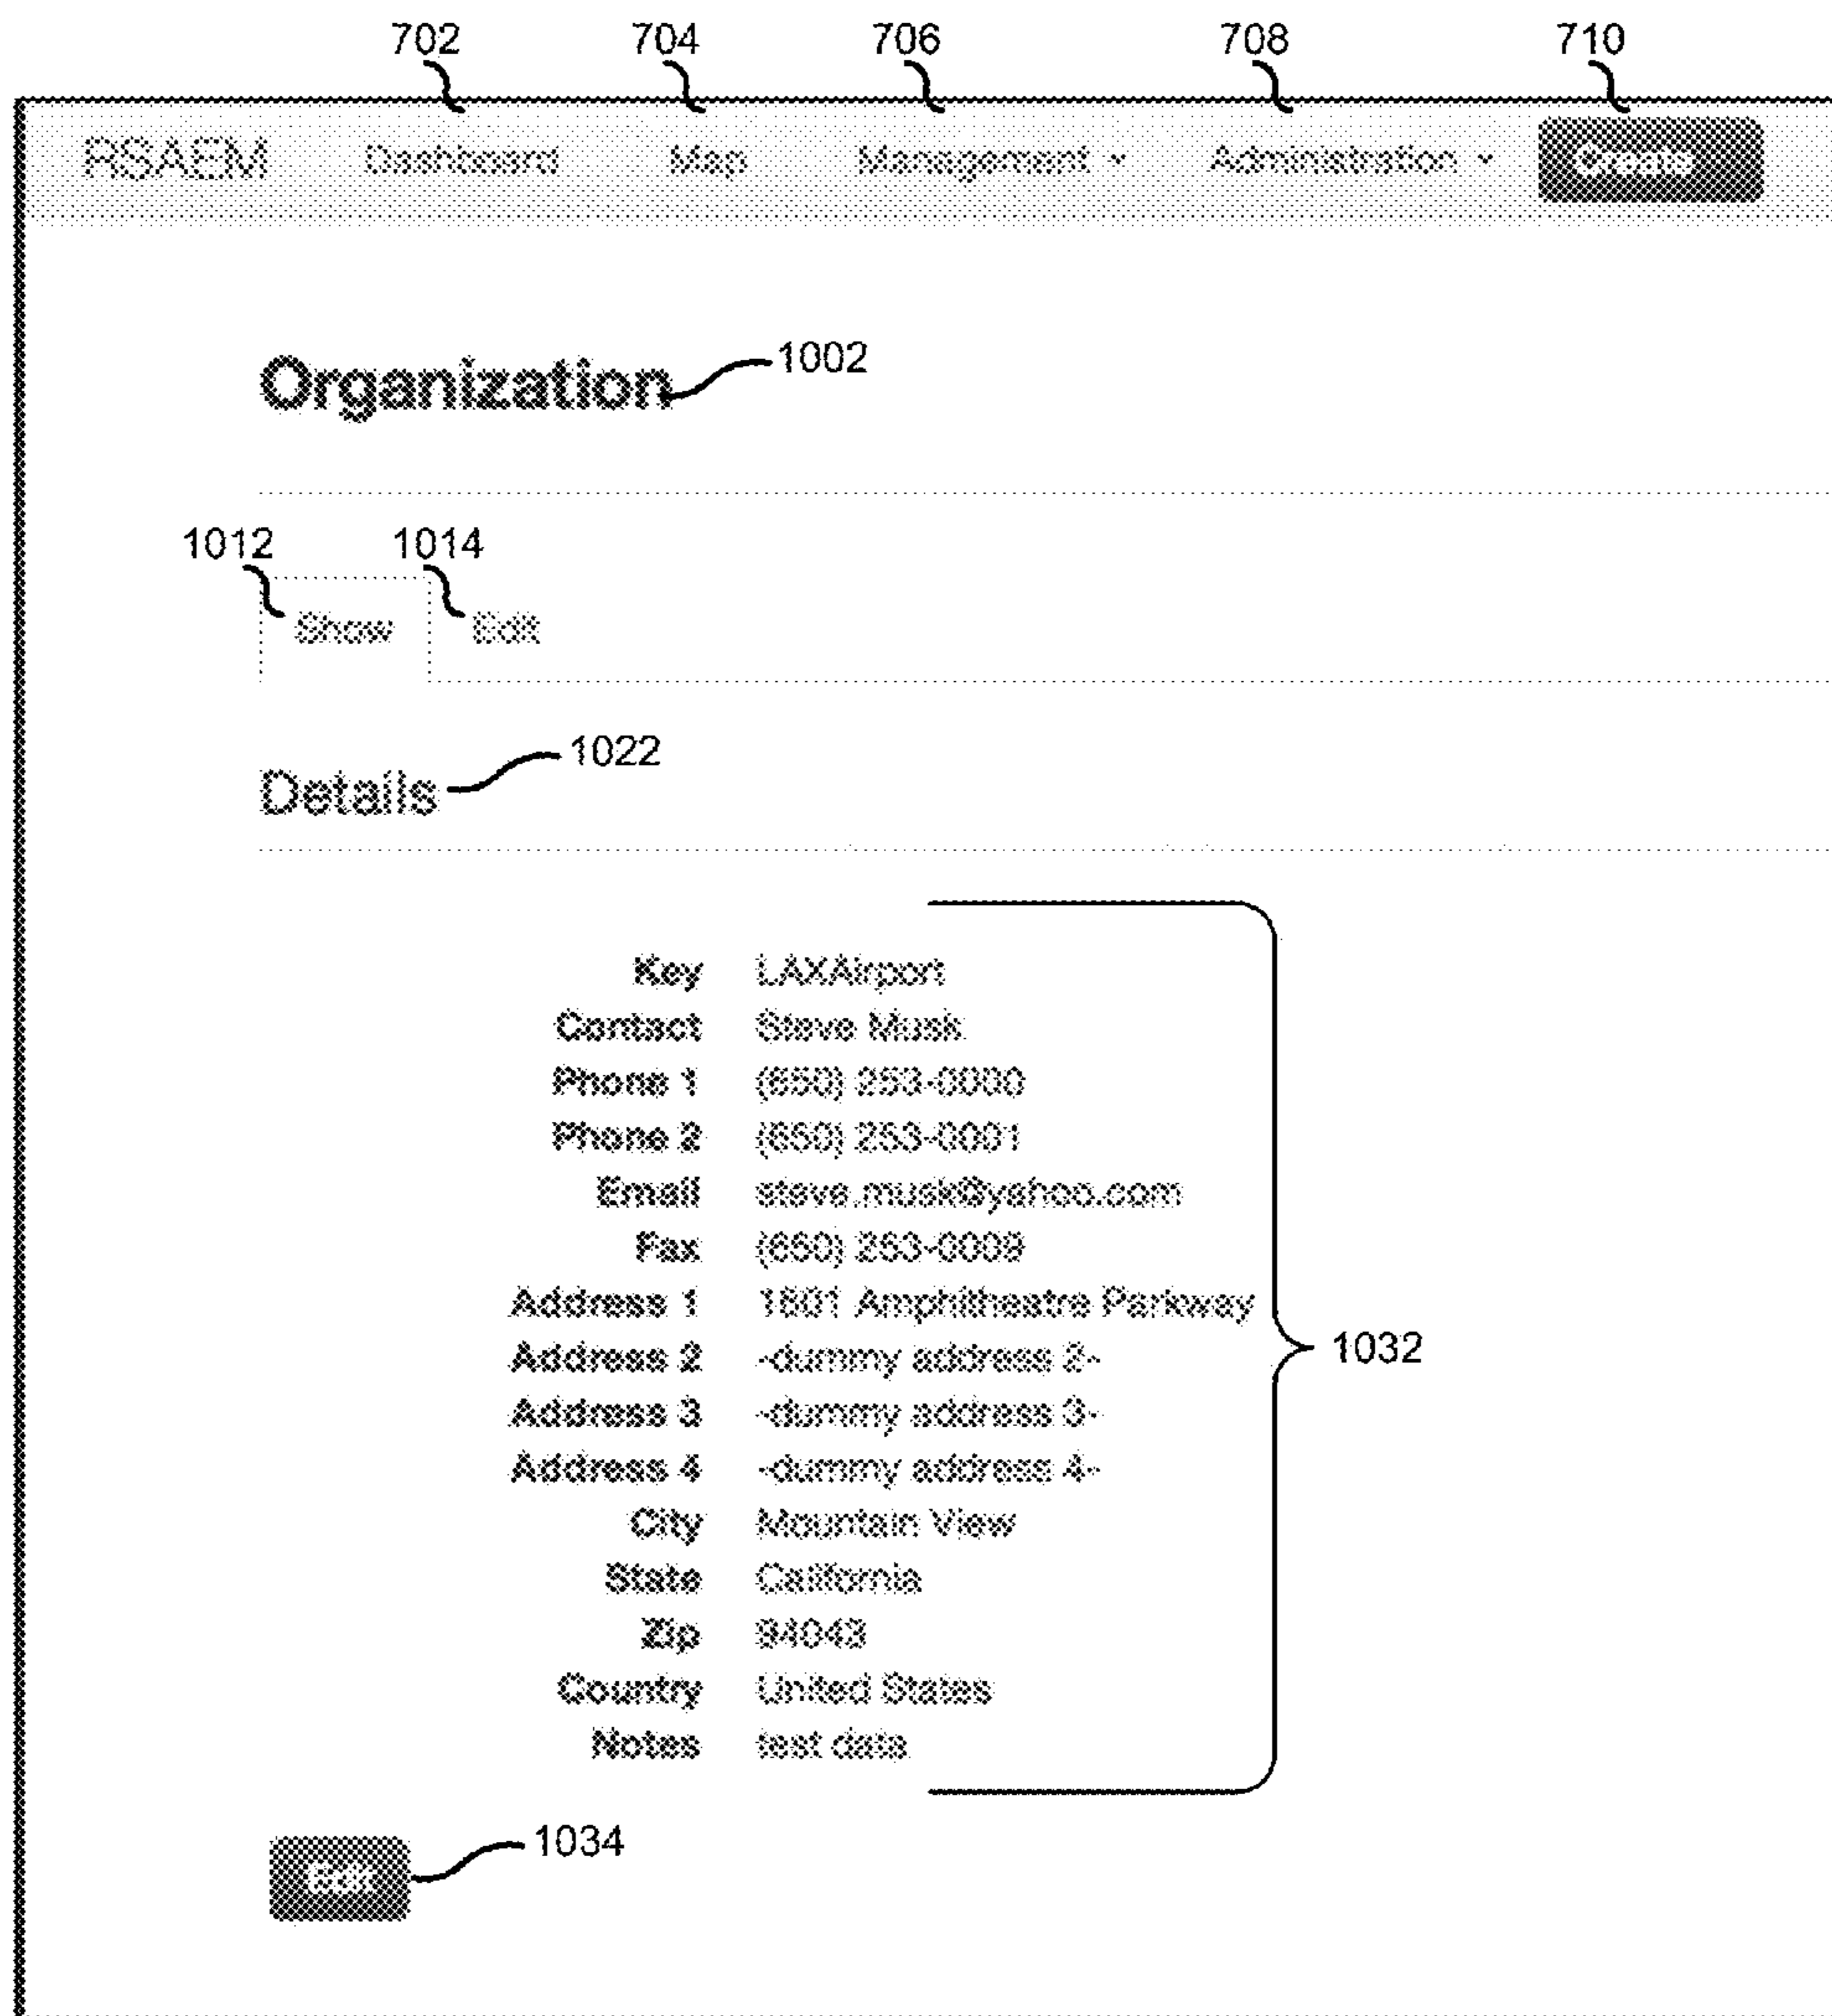 702 704 706 708 710
RSAEM Dashboard Map Management Administration Create
Organization 1002
1012 1014
Show Edit
Details 1022
Key LAXAirport
Contact Steve Musk
Phone 1 (650) 253-0000
Phone 2 (650) 253-0001
Email steve.musk@yahoo.com
Fax (650) 253-0009
Address 1 1601 Amphitheatre Parkway
Address 2 -dummy address 2-
1032
Address 3 -dummy address 3-
Address 4 -dummy address 4-
City Mountain View
State California
Zip 94043
Country United States
Notes test data
Edit 1034